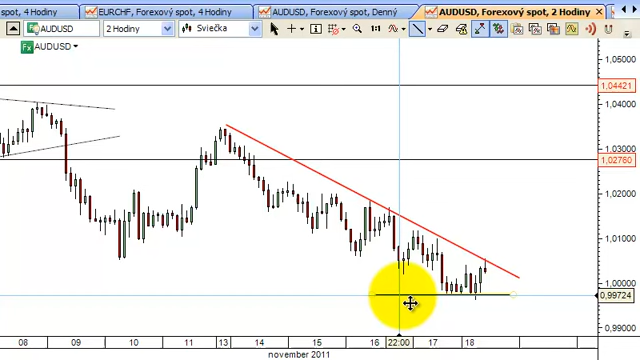 spot, 4 Hodiny
EURCHF, Forexový spot, 4 Hodiny
AUDUSD, Forexový spot, Denný
AUDUSD, Forexový spot, 2 Hodiny
Fx AUDUSD
2 Hodiny
Sviečka
Fx AUDUSD
1,05000
1,04421
1,04000
1,02760
1,02000
1,01000
1,00000
0,99724
0,99000
08 09 10 11 13 14 15 16 22:00 17 18
november 2011